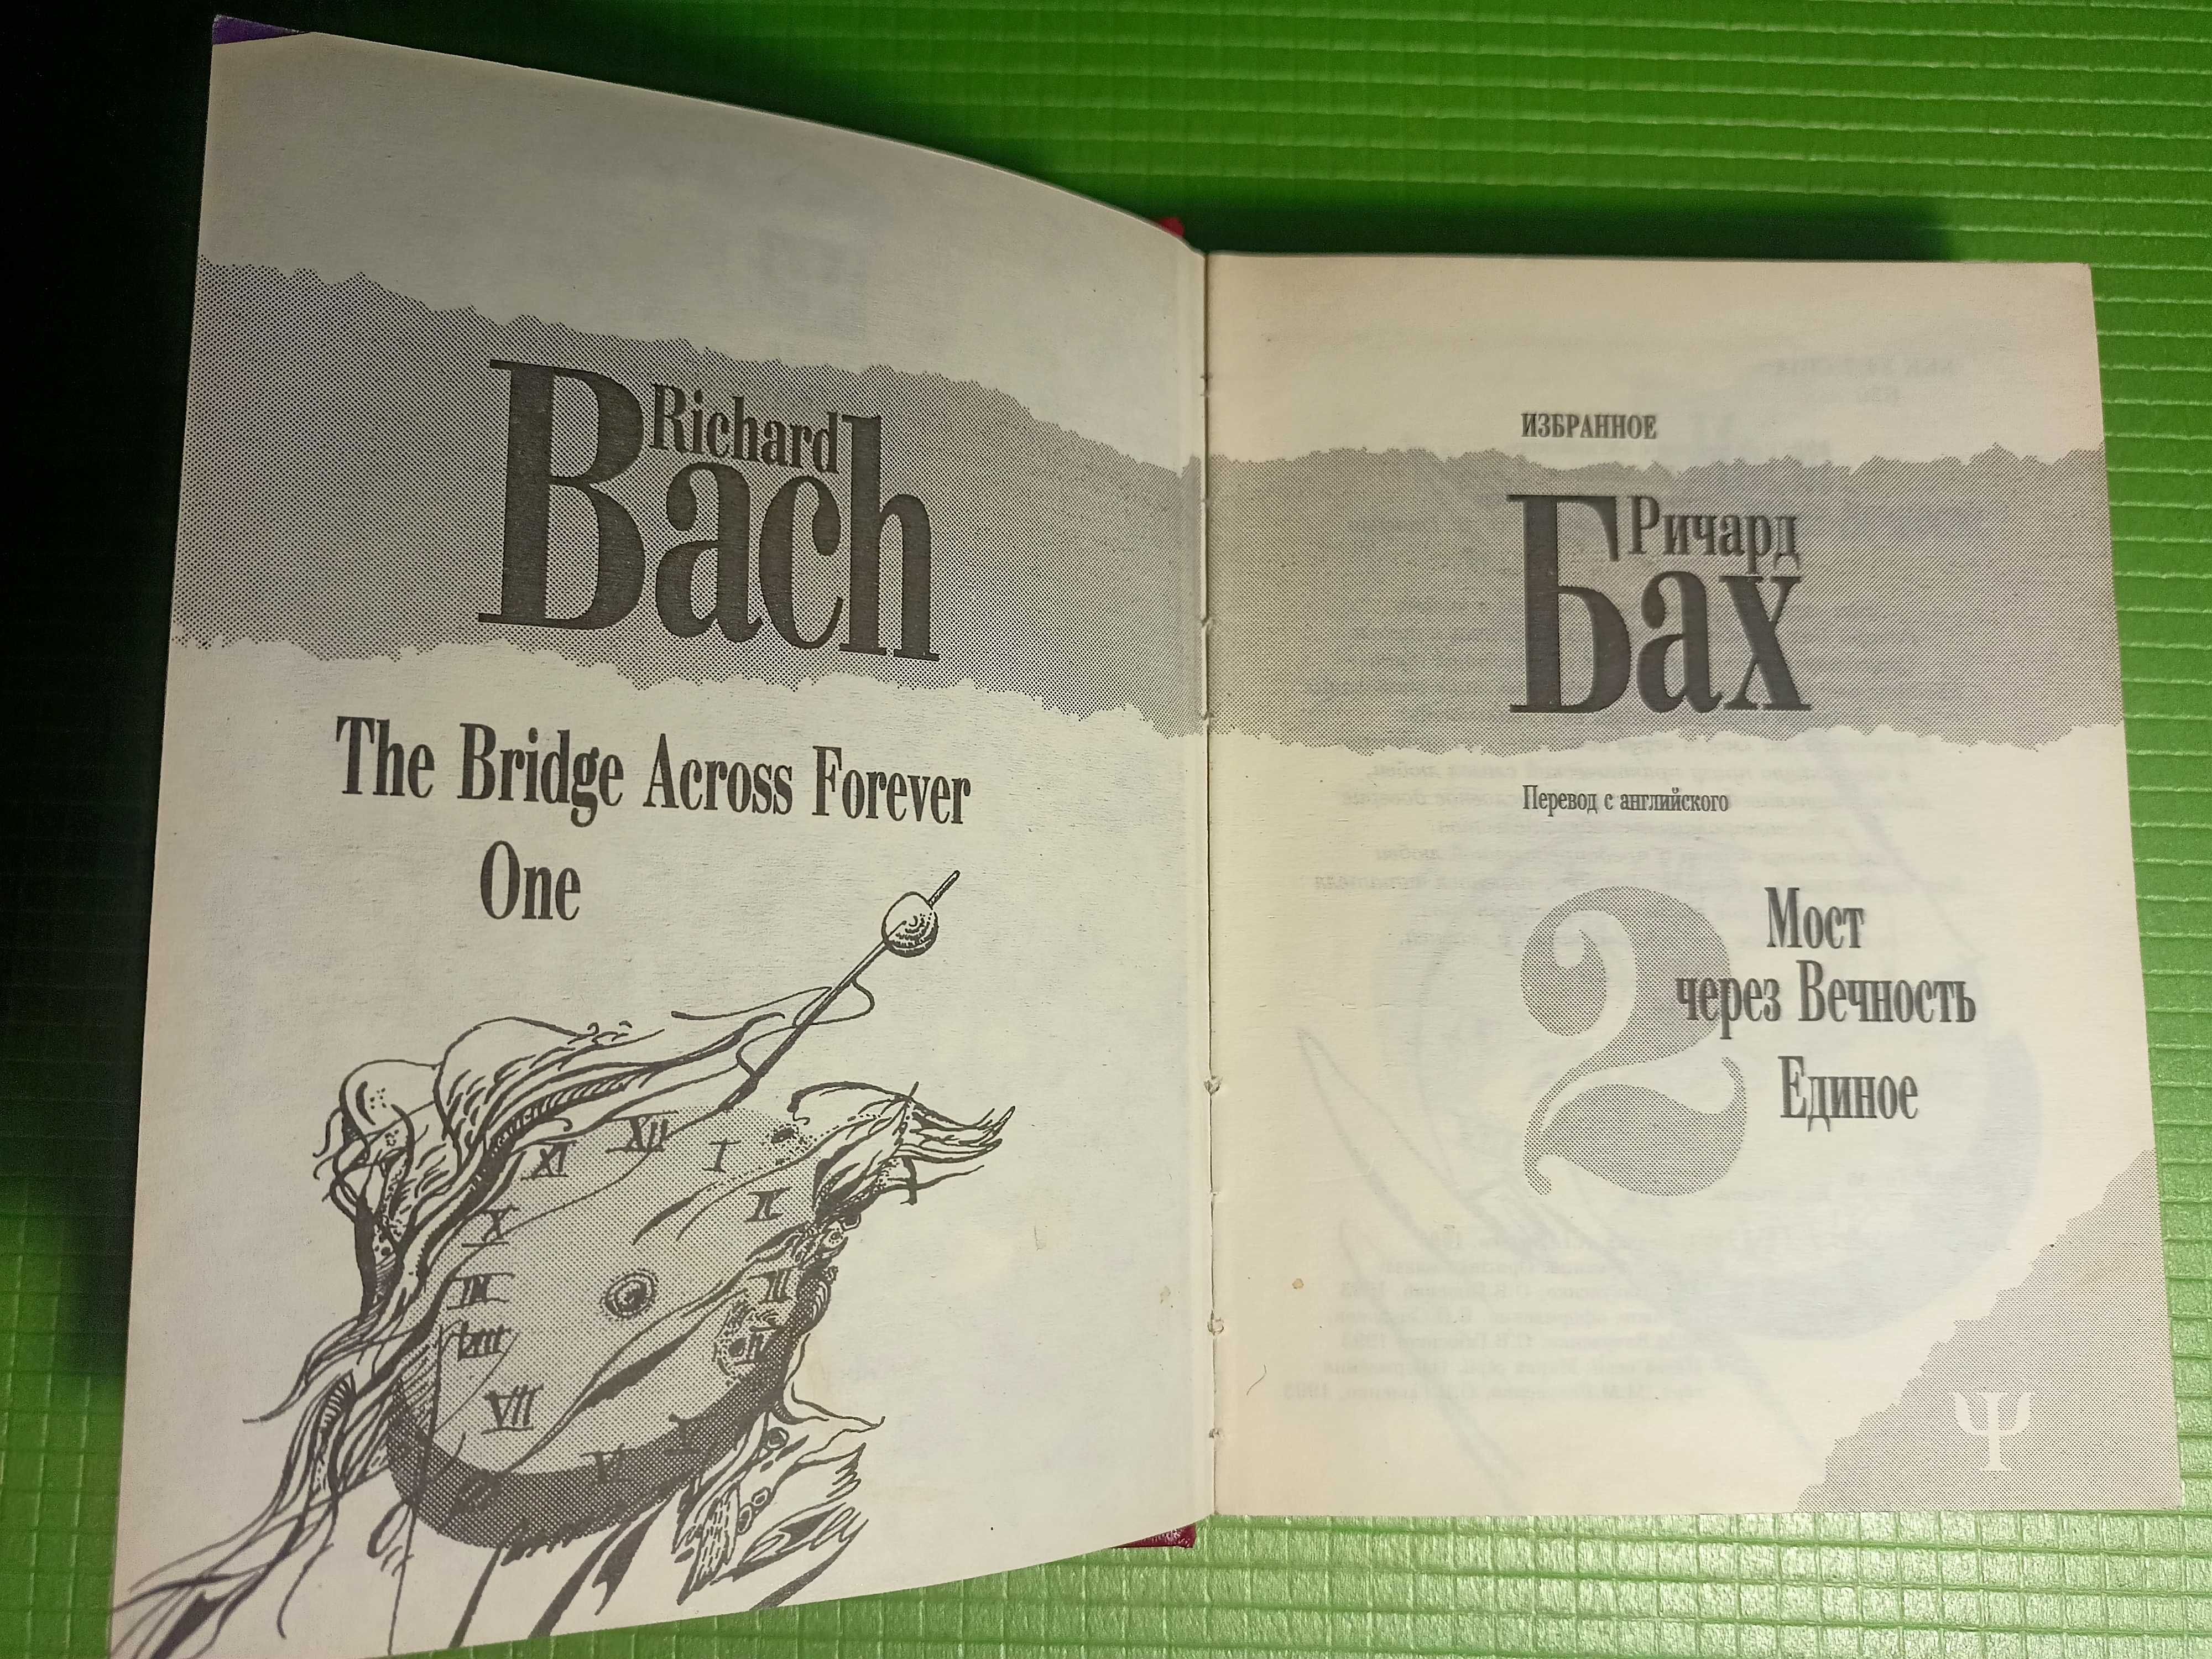 Richard
Bach
The Bridge Across Forever
One
XII
I
II
XI
X
VII
V
ИЗБРАННОЕ
Ричард
Бах
Перевод с английского
2
Мост
через Вечность
Единое
Ψ